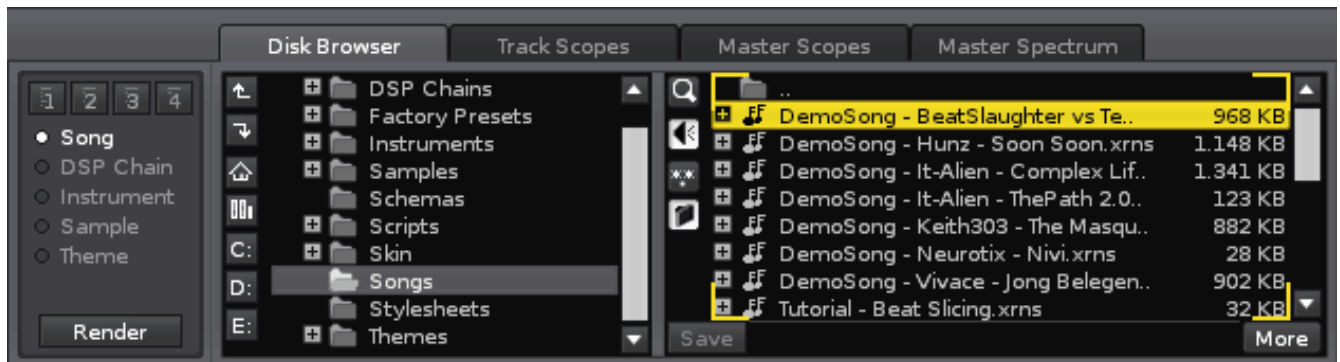 Disk Browser
Track Scopes
Master Scopes
Master Spectrum
1 2 3 4
Song
DSP Chain
Instrument
Sample
Theme
Render
C:
D:
E:
DSP Chains
Factory Presets
Instruments
Samples
Schemas
Scripts
Skin
Songs
Stylesheets
Themes
..
DemoSong - BeatSlaughter vs Te.. 968 KB
DemoSong - Hunz - Soon Soon.xrns 1.148 KB
DemoSong - It-Alien - Complex Lif.. 1.341 KB
DemoSong - It-Alien - ThePath 2.0.. 123 KB
DemoSong - Keith303 - The Masqu.. 882 KB
DemoSong - Neurotix - Nivi.xrns 28 KB
DemoSong - Vivace - Jong Belegen.. 902 KB
Tutorial - Beat Slicing.xrns 32 KB
Save
More